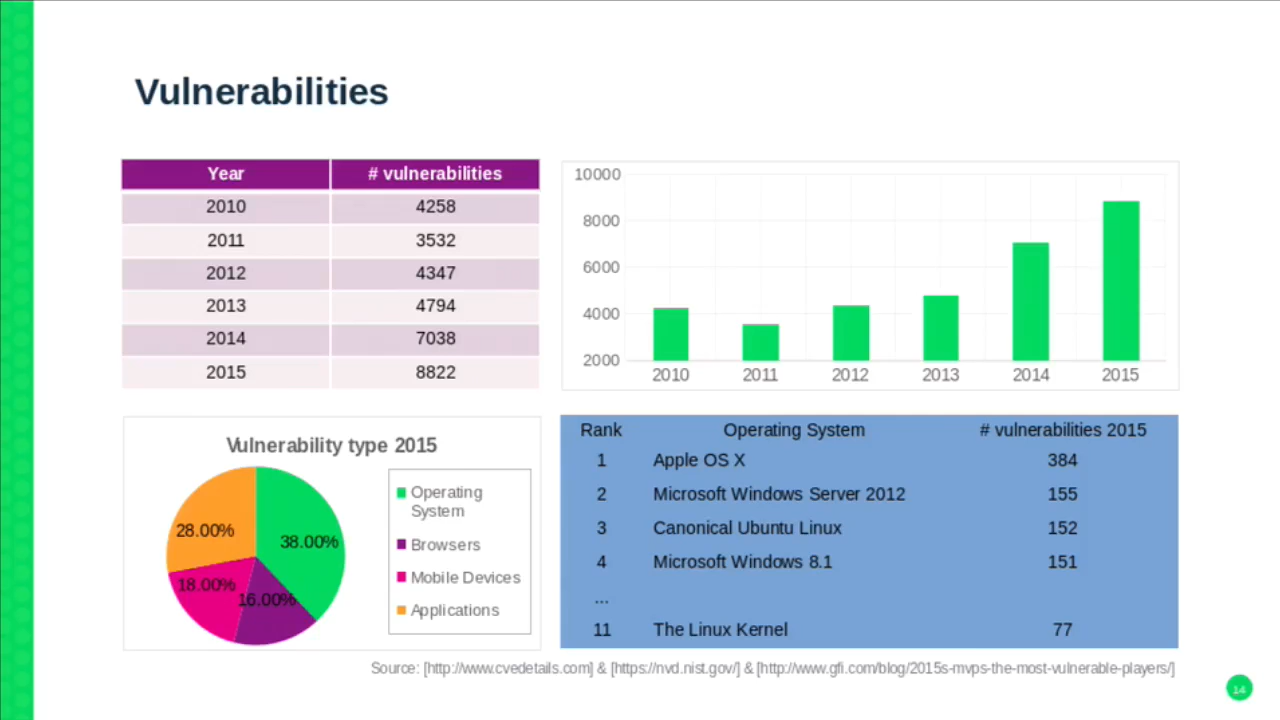 Vulnerabilities
Year # vulnerabilities
2010 4258
2011 3532
2012 4347
2013 4794
2014 7038
2015 8822
10000
8000
6000
4000
2000
2010 2011 2012 2013 2014 2015
Vulnerability type 2015
28.00%
38.00%
18.00%
16.00%
Operating
System
Browsers
Mobile Devices
Applications
Rank Operating System # vulnerabilities 2015
1 Apple OS X 384
2 Microsoft Windows Server 2012 155
3 Canonical Ubuntu Linux 152
4 Microsoft Windows 8.1 151
...
11 The Linux Kernel 77
Source: [http://www.cvedetails.com] & [https://nvd.nist.gov/] & [http://www.gfi.com/blog/2015s-mvps-the-most-vulnerable-players/]
14